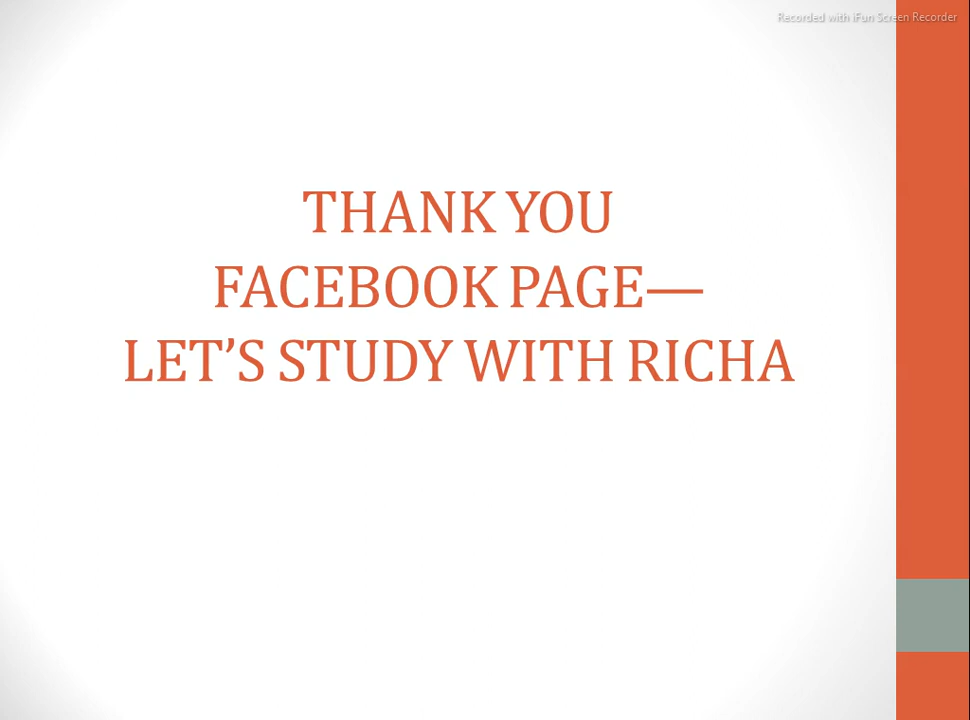 Recorded with iFun Screen Recorder
THANK YOU
FACEBOOK PAGE—
LET’S STUDY WITH RICHA